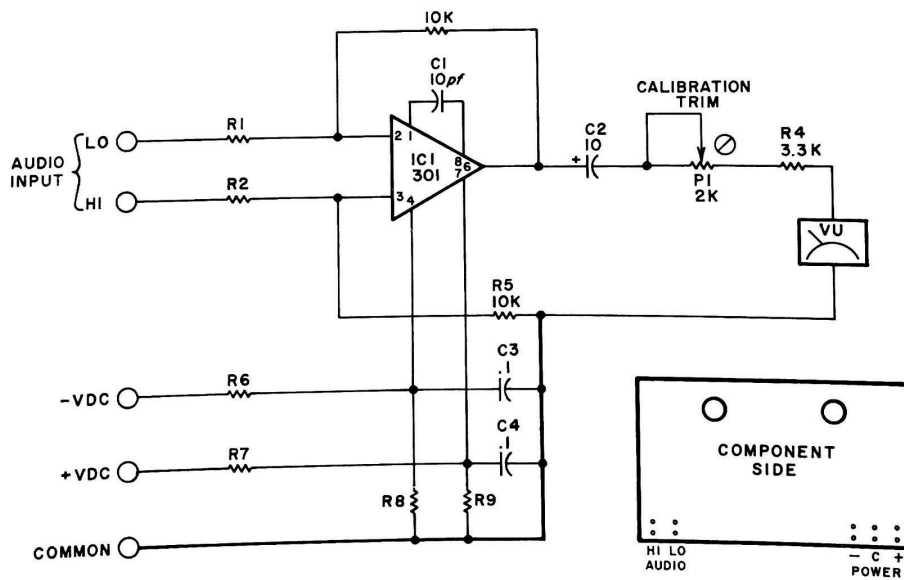 10K
C1
10pf
CALIBRATION
TRIM
AUDIO
INPUT
LO
R1
2 1
IC1
301
8 6
7
C2
+ 10
R4
3.3K
P1
2K
HI
R2
3 4
VU
R5
10K
-VDC
R6
C3
.1
+VDC
R7
C4
.1
R8
R9
COMMON
COMPONENT
SIDE
HI LO
AUDIO
- C +
POWER